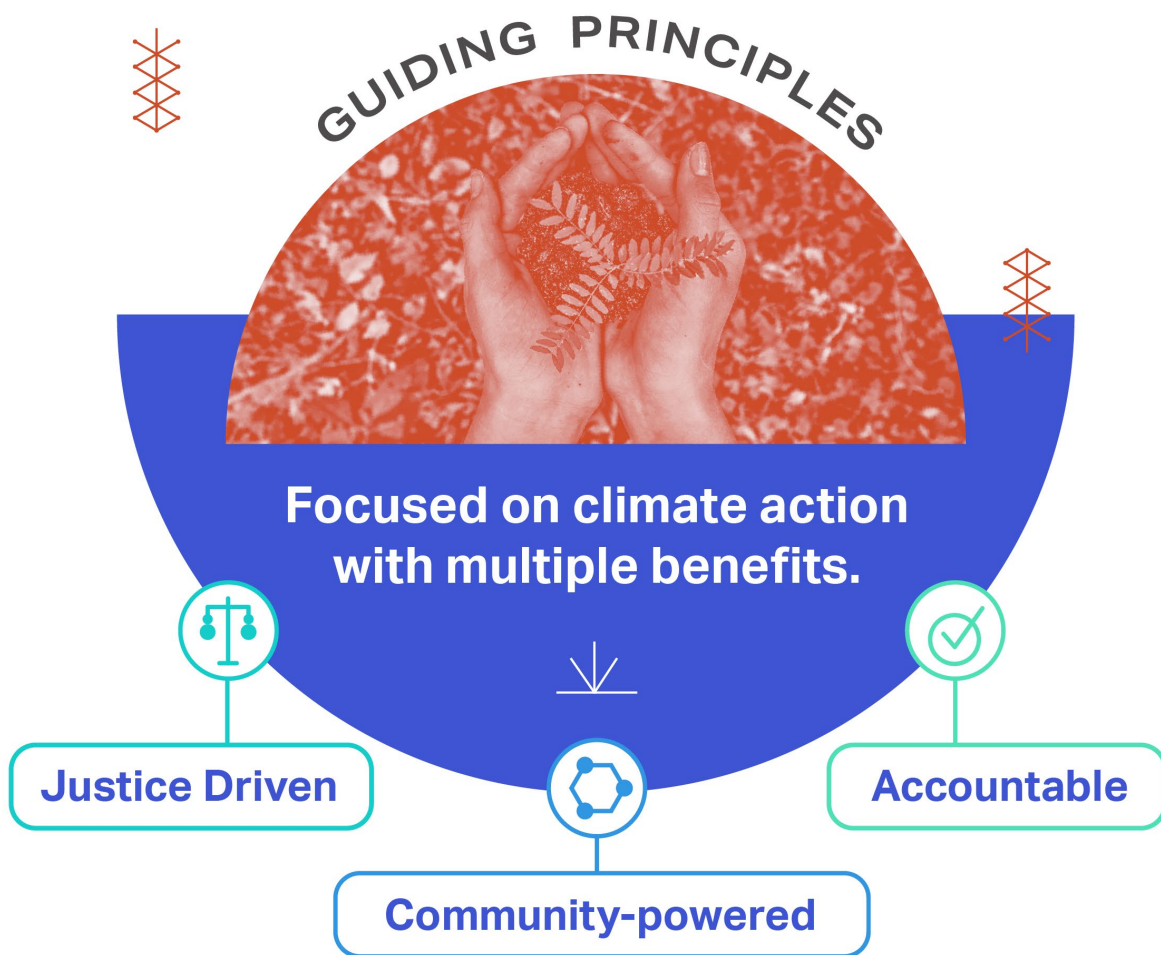 GUIDING PRINCIPLES
Focused on climate action
with multiple benefits.
Justice Driven
Community-powered
Accountable